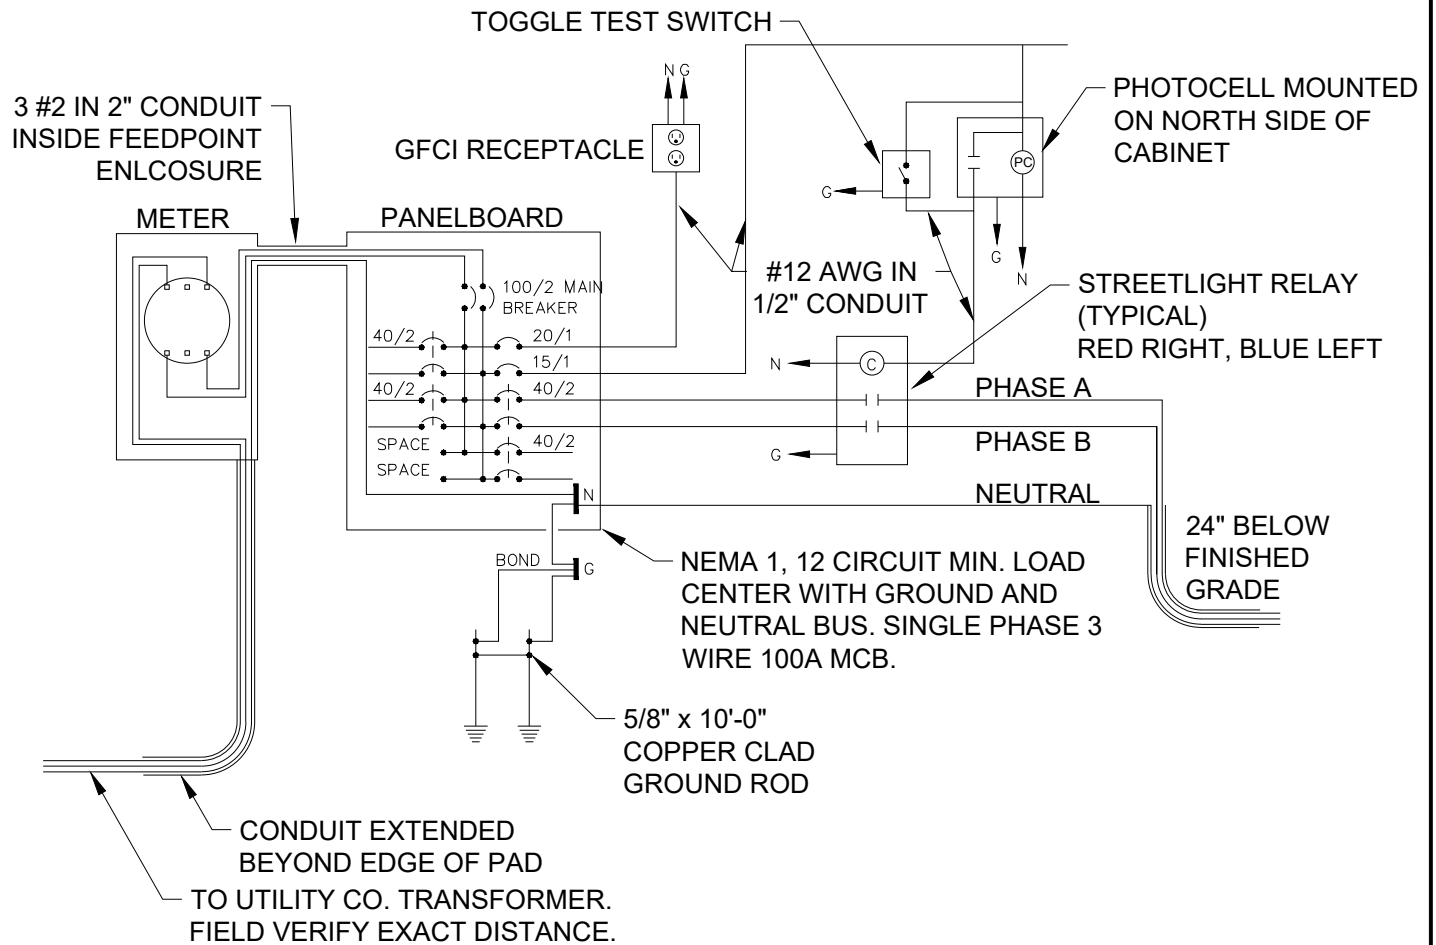 TOGGLE TEST SWITCH
3 #2 IN 2" CONDUIT
INSIDE FEEDPOINT
ENLCOSURE
N G
GFCI RECEPTACLE
PHOTOCELL MOUNTED
ON NORTH SIDE OF
CABINET
PC
G
G
N
METER
PANELBOARD
#12 AWG IN
1/2" CONDUIT
STREETLIGHT RELAY
(TYPICAL)
RED RIGHT, BLUE LEFT
100/2 MAIN
BREAKER
40/2
20/1
15/1
40/2
40/2
SPACE
40/2
SPACE
N
C
G
PHASE A
PHASE B
NEUTRAL
N
BOND
G
24" BELOW
FINISHED
GRADE
NEMA 1, 12 CIRCUIT MIN. LOAD
CENTER WITH GROUND AND
NEUTRAL BUS. SINGLE PHASE 3
WIRE 100A MCB.
5/8" x 10'-0"
COPPER CLAD
GROUND ROD
CONDUIT EXTENDED
BEYOND EDGE OF PAD
TO UTILITY CO. TRANSFORMER.
FIELD VERIFY EXACT DISTANCE.